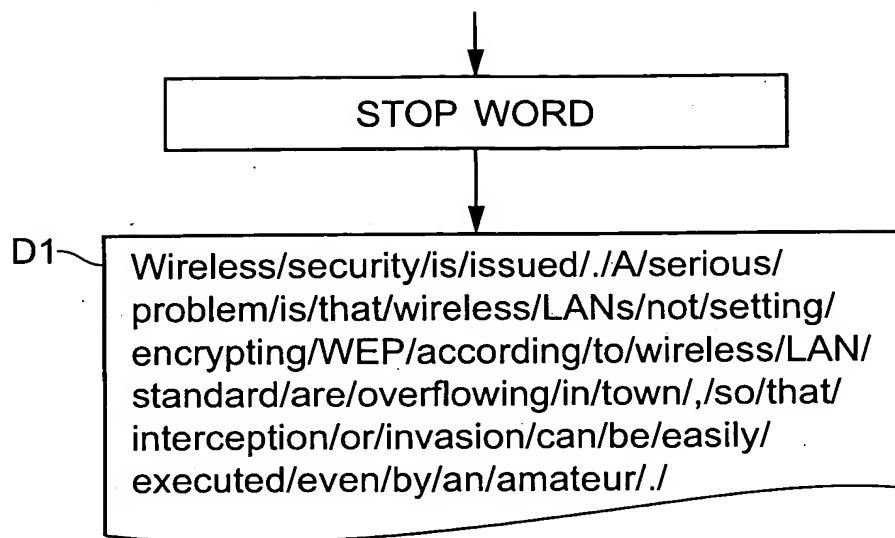 STOP WORD
D1
Wireless/security/is/issued/./A/serious/
problem/is/that/wireless/LANs/not/setting/
encrypting/WEP/according/to/wireless/LAN/
standard/are/overflowing/in/town/,/so/that/
interception/or/invasion/can/be/easily/
executed/even/by/an/amateur/./